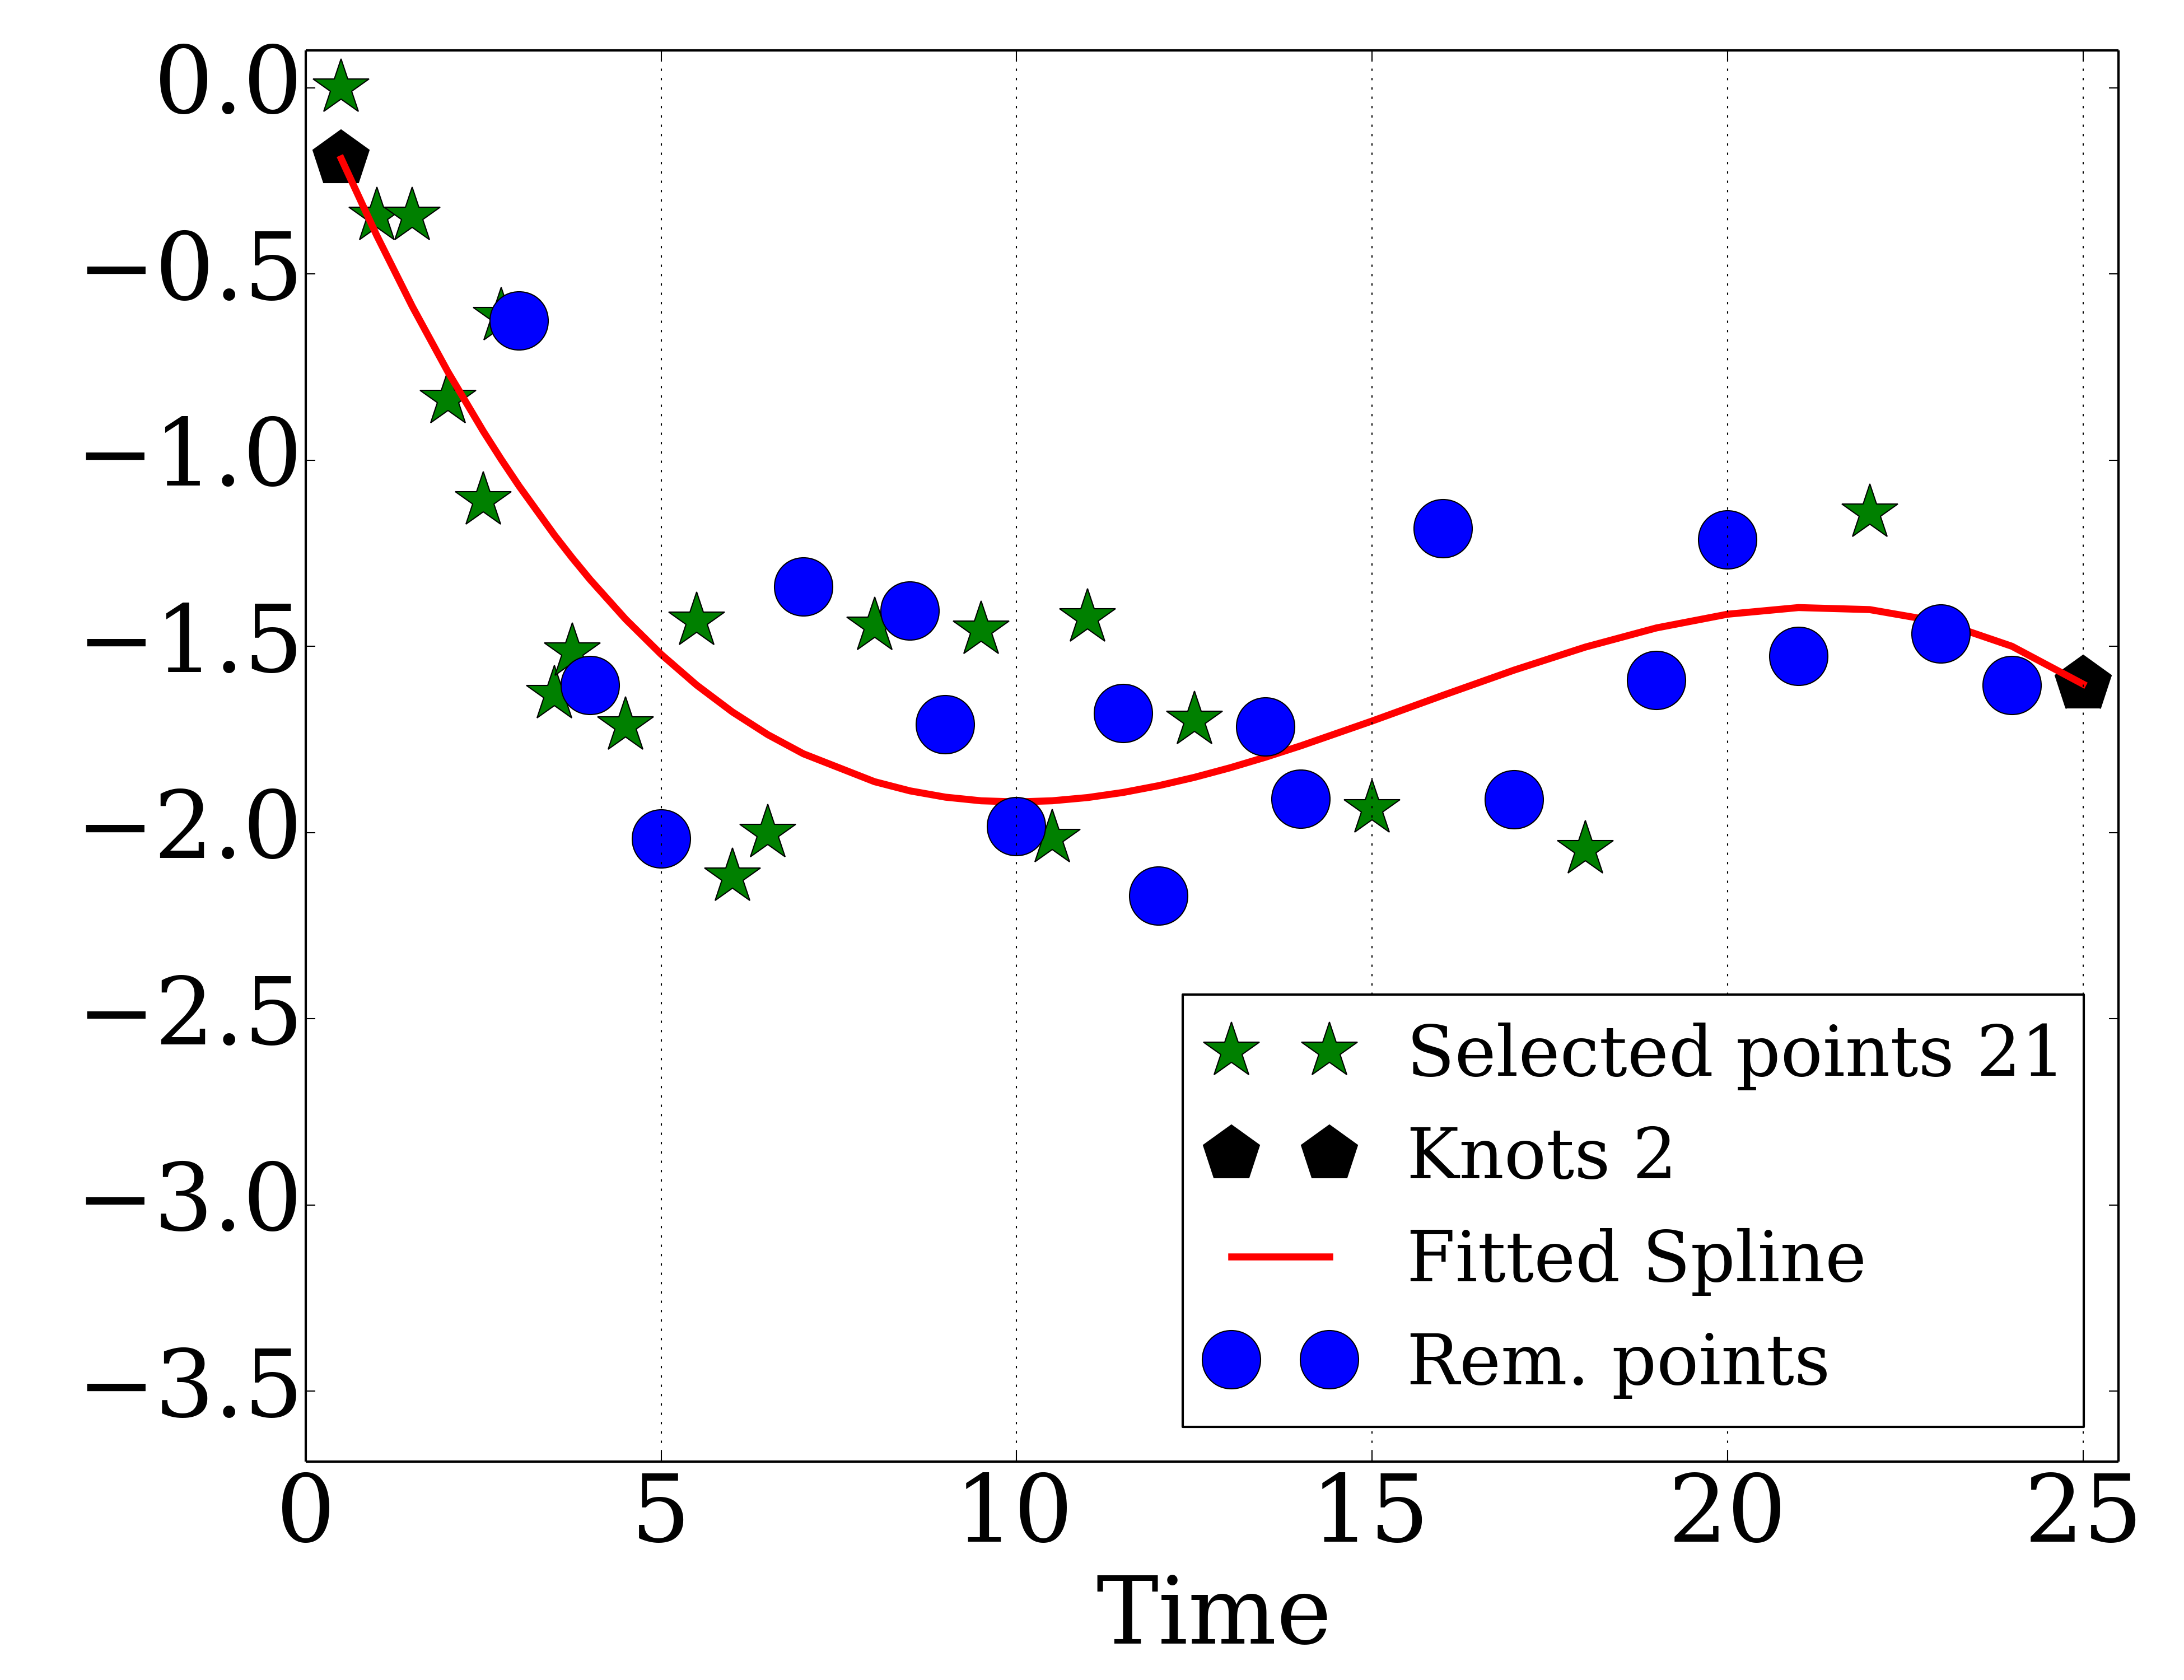 0.0
−0.5
−1.0
−1.5
−2.0
−2.5
−3.0
−3.5
Selected points 21
Knots 2
Fitted Spline
Rem. points
0 5 10 15 20 25
Time